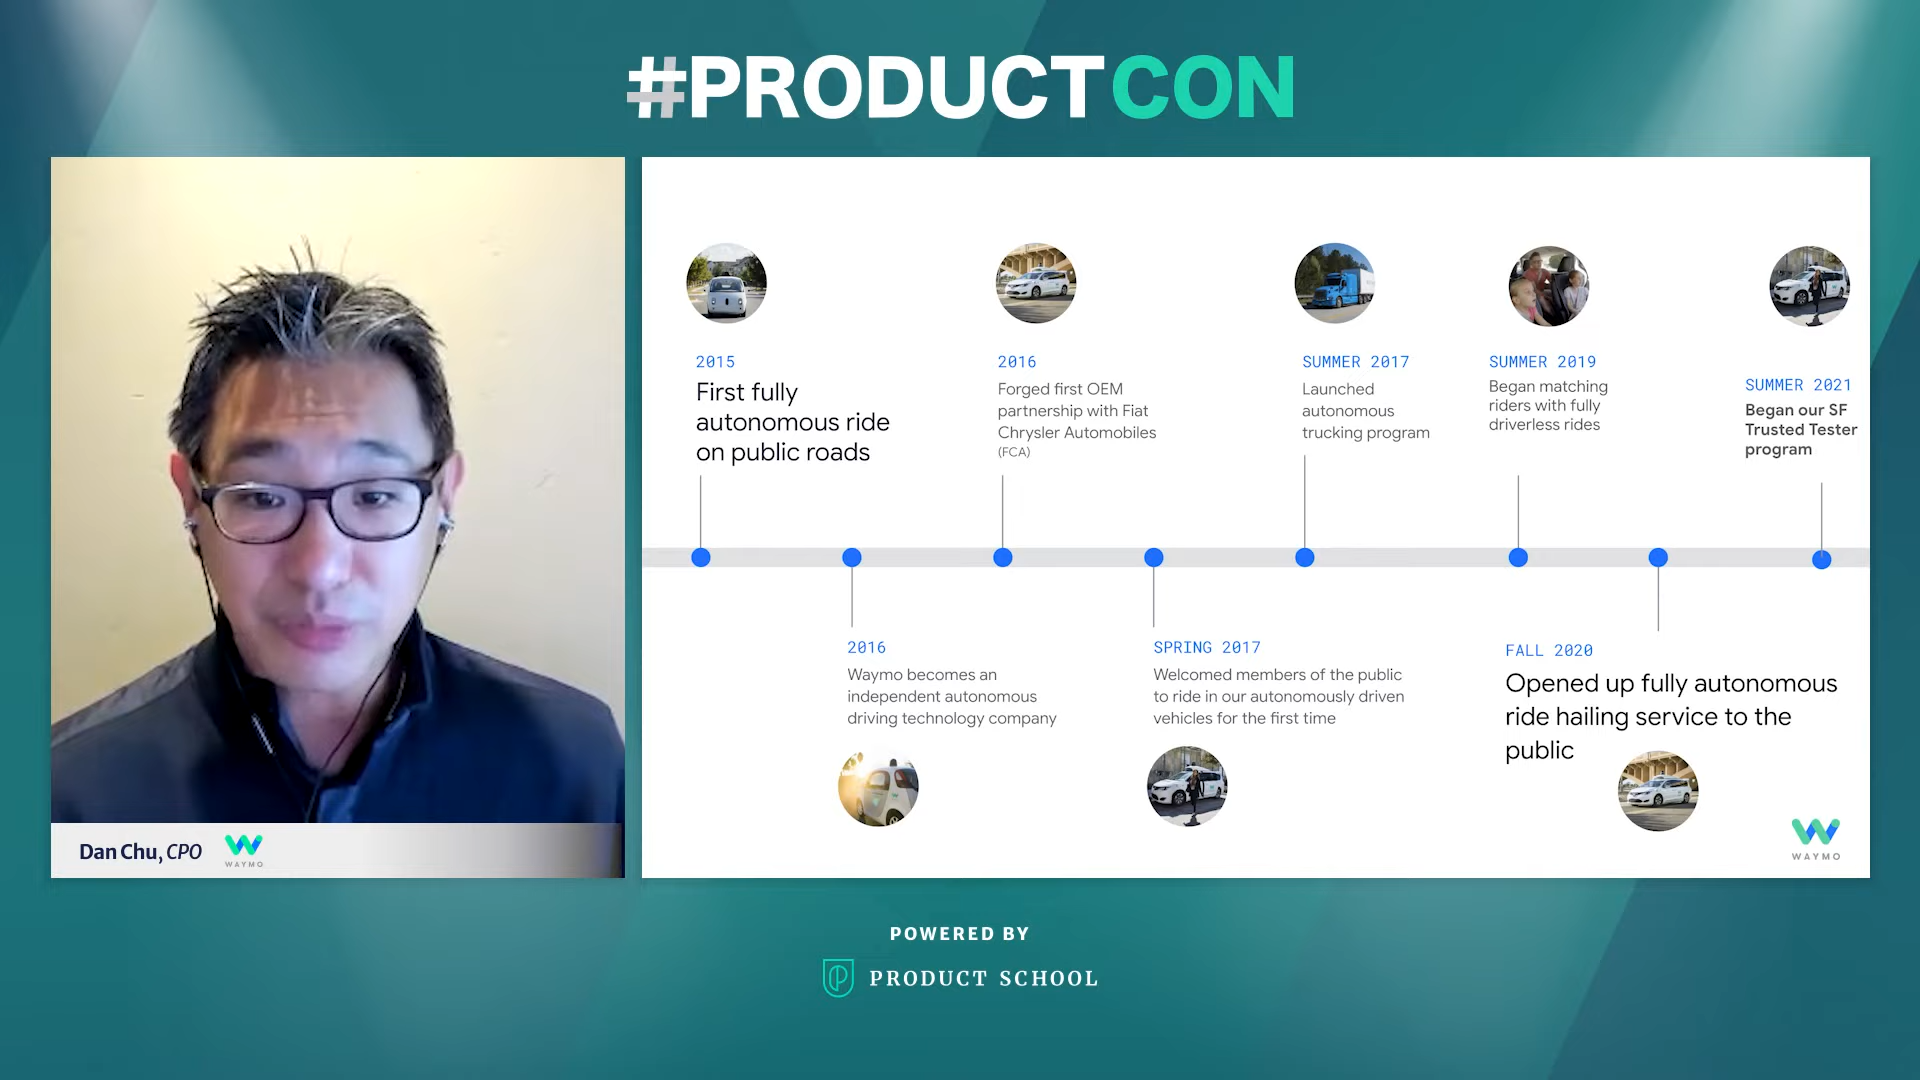 #PRODUCTCON
Dan Chu, CPO
WAYMO
2015
First fully
autonomous ride
on public roads
2016
Forged first OEM
partnership with Fiat
Chrysler Automobiles
(FCA)
SUMMER 2017
Launched
autonomous
trucking program
SUMMER 2019
Began matching
riders with fully
driverless rides
SUMMER 2021
Began our SF
Trusted Tester
program
2016
Waymo becomes an
independent autonomous
driving technology company
SPRING 2017
Welcomed members of the public
to ride in our autonomously driven
vehicles for the first time
FALL 2020
Opened up fully autonomous
ride hailing service to the
public
WAYMO
POWERED BY
PRODUCT SCHOOL